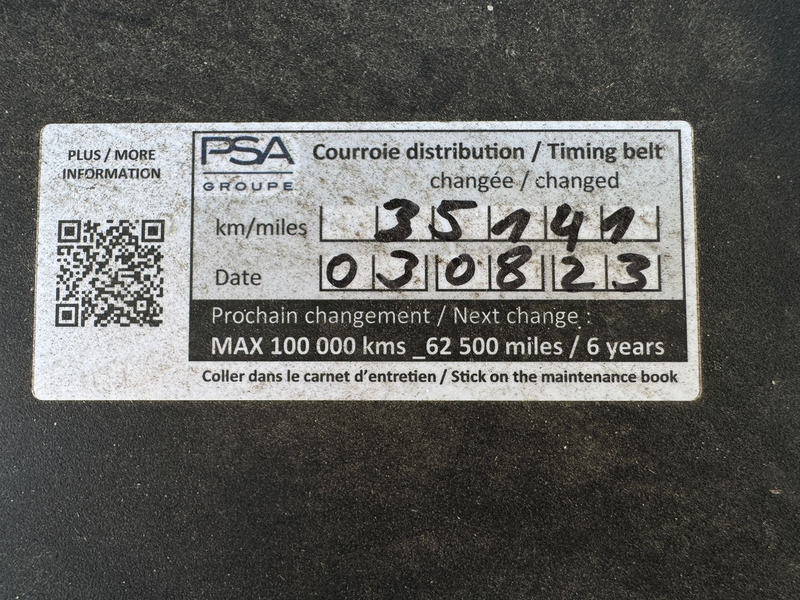 PLUS / MORE
INFORMATION
PSA
GROUPE
Courroie distribution / Timing belt
changée / changed
km/miles 35141
Date 030823
Prochain changement / Next change :
MAX 100 000 kms _62 500 miles / 6 years
Coller dans le carnet d'entretien / Stick on the maintenance book